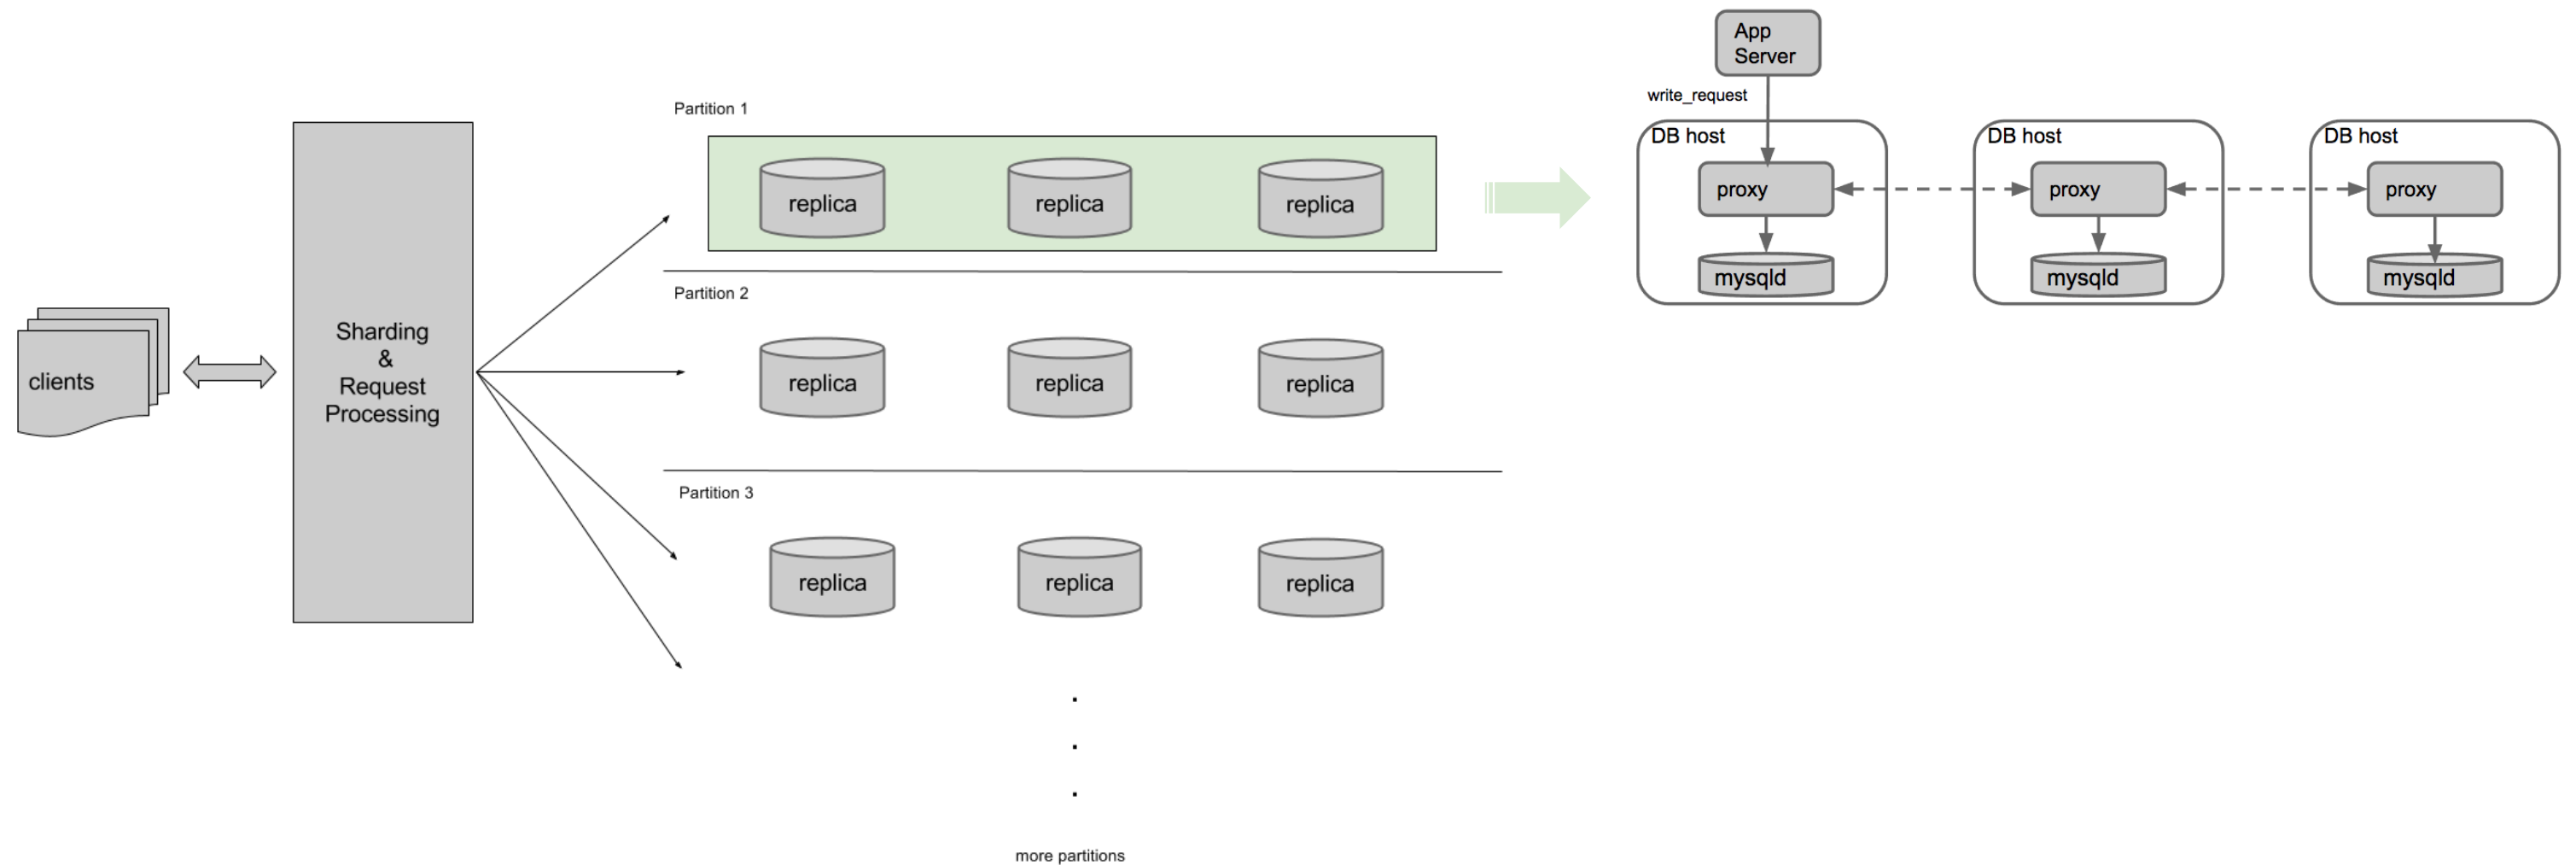 clients
Sharding
&
Request
Processing
Partition 1
replica replica replica
Partition 2
replica replica replica
Partition 3
replica replica replica
.
.
.
more partitions
App
Server
write_request
DB host DB host DB host
proxy proxy proxy
mysqld mysqld mysqld